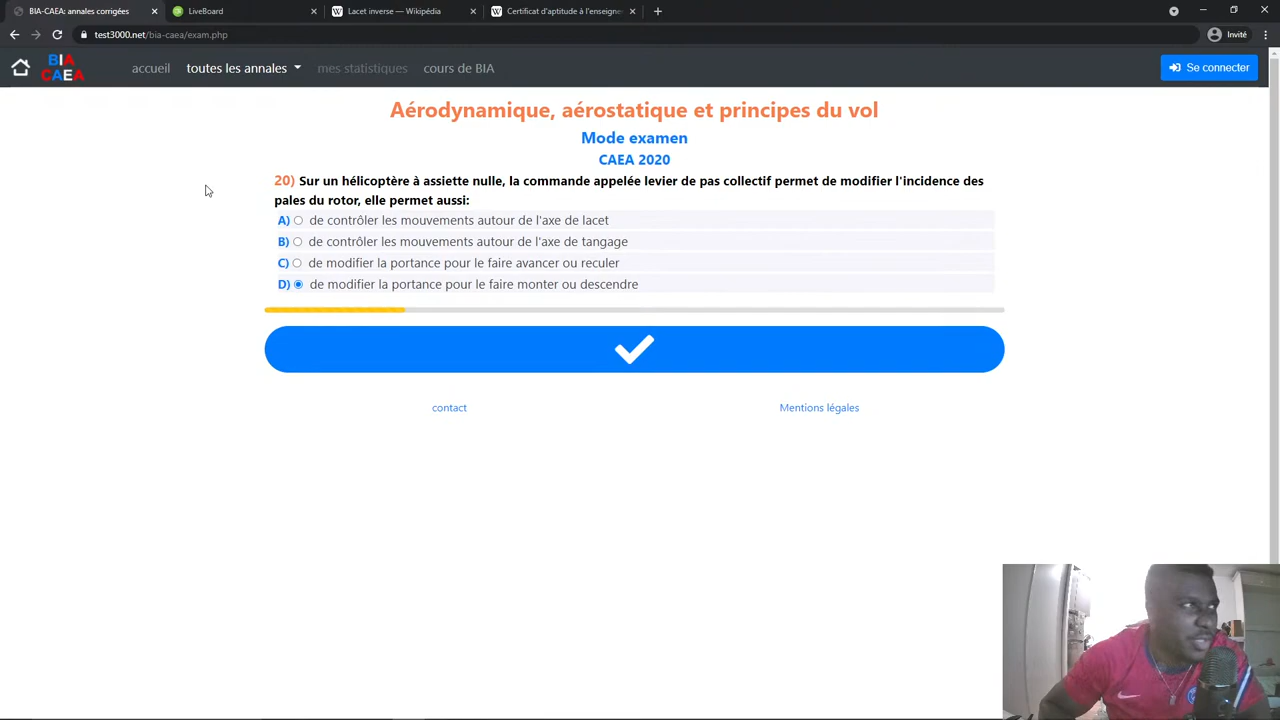 BIA-CAEA: annales corrigées
LiveBoard
Lacet inverse — Wikipédia
Certificat d'aptitude à l'enseigne
test3000.net/bia-caea/exam.php
Invité
BIA
CAEA
accueil
toutes les annales
mes statistiques
cours de BIA
Se connecter
Aérodynamique, aérostatique et principes du vol
Mode examen
CAEA 2020
20) Sur un hélicoptère à assiette nulle, la commande appelée levier de pas collectif permet de modifier l'incidence des
pales du rotor, elle permet aussi:
A) de contrôler les mouvements autour de l'axe de lacet
B) de contrôler les mouvements autour de l'axe de tangage
C) de modifier la portance pour le faire avancer ou reculer
D) de modifier la portance pour le faire monter ou descendre
contact
Mentions légales